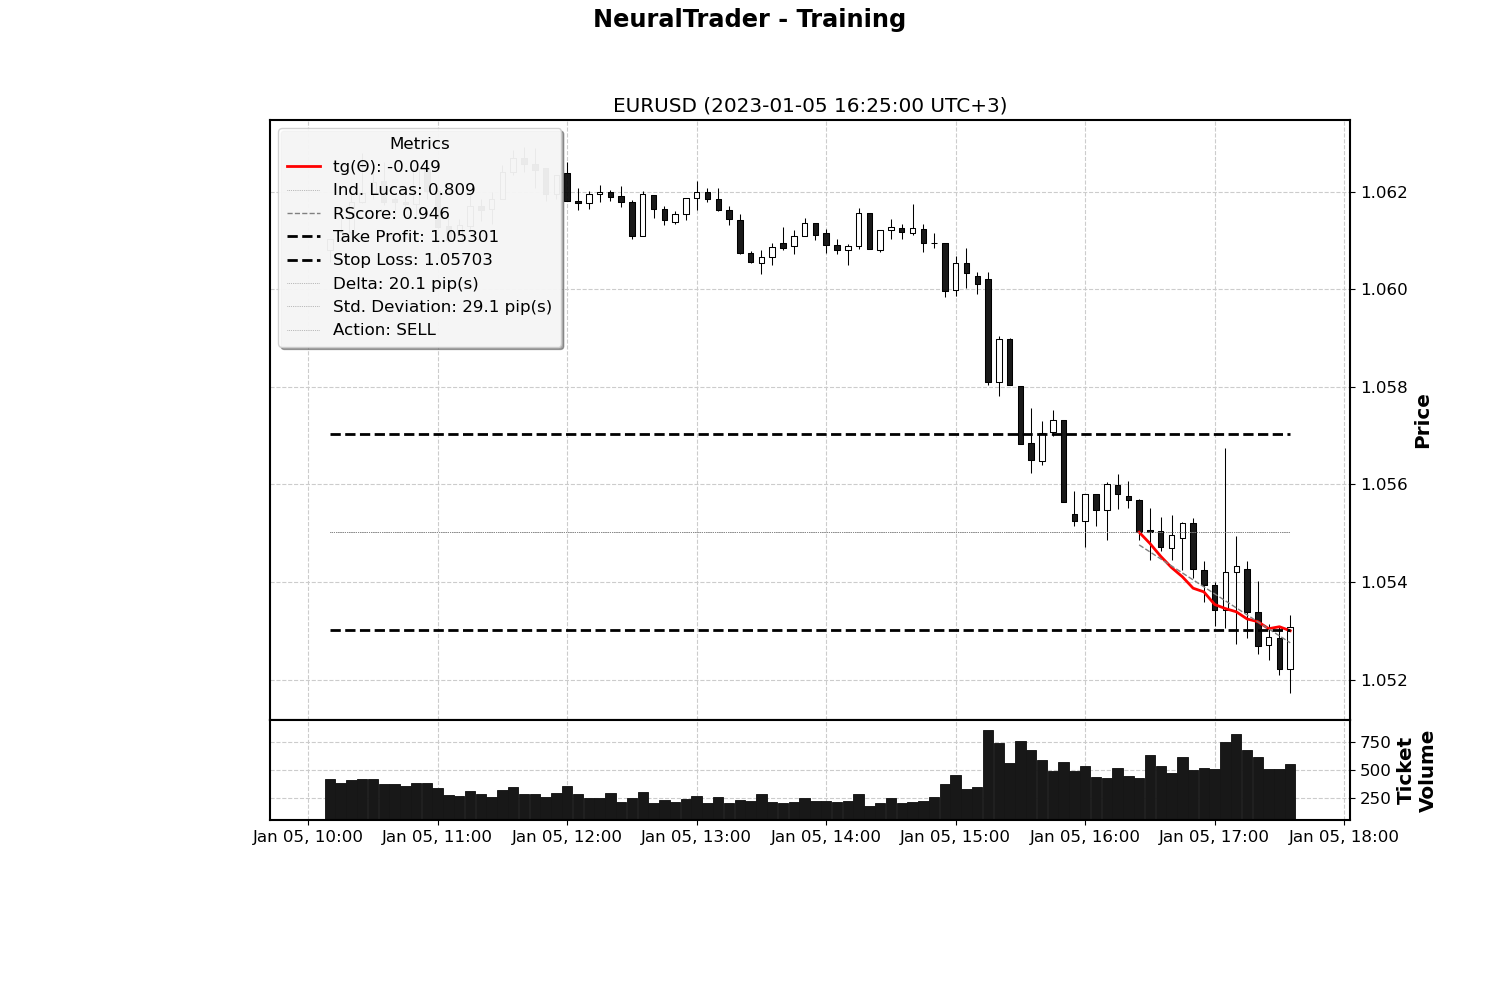 NeuralTrader - Training
EURUSD (2023-01-05 16:25:00 UTC+3)
Metrics
tg(Θ): -0.049
Ind. Lucas: 0.809
RScore: 0.946
Take Profit: 1.05301
Stop Loss: 1.05703
Delta: 20.1 pip(s)
Std. Deviation: 29.1 pip(s)
Action: SELL
1.062
1.060
1.058
1.056
1.054
1.052
Price
750
500
250
Ticket
Volume
Jan 05, 10:00
Jan 05, 11:00
Jan 05, 12:00
Jan 05, 13:00
Jan 05, 14:00
Jan 05, 15:00
Jan 05, 16:00
Jan 05, 17:00
Jan 05, 18:00